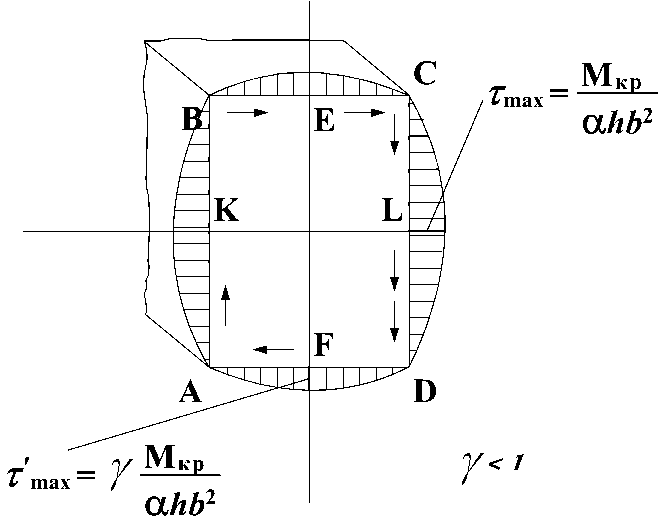 C
τmax = Mкр / αhb²
B E
K L
F
A D
τ′max = γ Mкр / αhb²
γ < 1